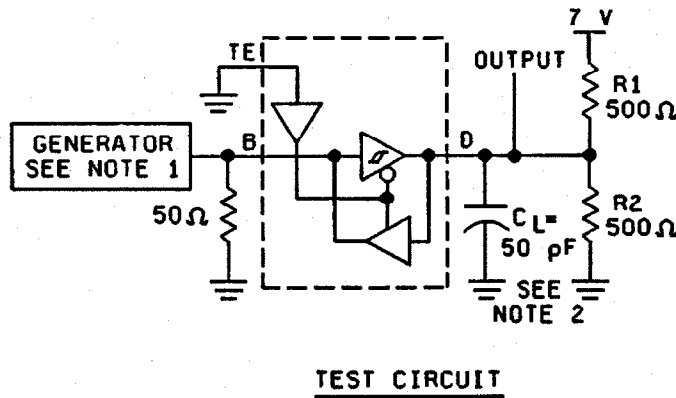 7 V
TE
OUTPUT
R1
500Ω
GENERATOR
SEE NOTE 1
B
D
50Ω
CL=
50 pF
R2
500Ω
SEE
NOTE 2
TEST CIRCUIT